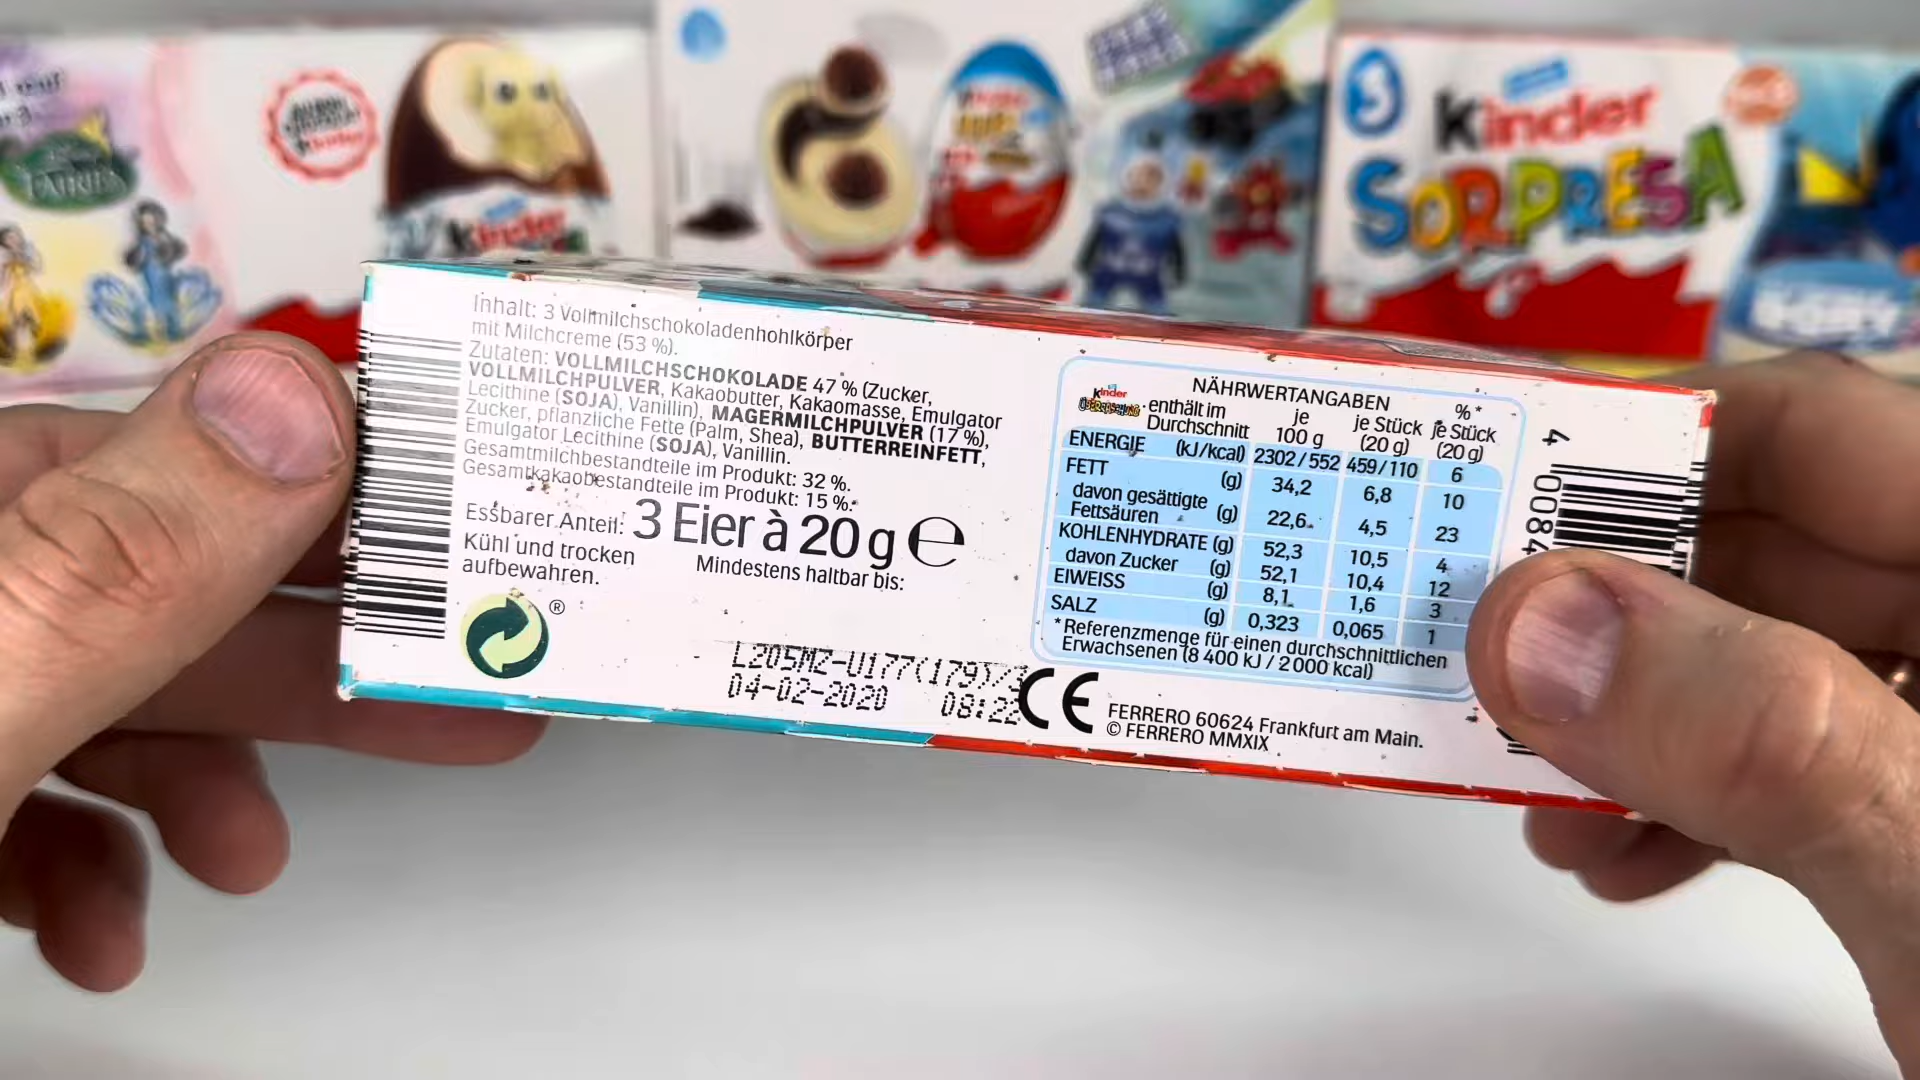 FAIRIES
Kinder
5 Kinder
SORPRESA
DORY
Inhalt: 3 Vollmilchschokoladenhohlkörper
mit Milchcreme (53 %).
Zutaten: VOLLMILCHSCHOKOLADE 47 % (Zucker,
VOLLMILCHPULVER, Kakaobutter, Kakaomasse, Emulgator
Lecithine (SOJA), Vanillin), MAGERMILCHPULVER (17 %),
Zucker, pflanzliche Fette (Palm, Shea), BUTTERREINFETT,
Emulgator Lecithine (SOJA), Vanillin.
Gesamtmilchbestandteile im Produkt: 32 %.
Gesamtkakaobestandteile im Produkt: 15 %.
Essbarer Anteil: 3 Eier à 20 g ℮
Kühl und trocken
aufbewahren.
Mindestens haltbar bis:
®
L205MZ-U177(179)/
04-02-2020 08:22
CE
NÄHRWERTANGABEN
Kinder
ÜBERRASCHUNG enthält im Durchschnitt je 100 g je Stück (20 g) %* je Stück (20 g)
ENERGIE (kJ/kcal) 2302/552 459/110 6
FETT (g) 34,2 6,8 10
davon gesättigte Fettsäuren (g) 22,6 4,5 23
KOHLENHYDRATE (g) 52,3 10,5 4
davon Zucker (g) 52,1 10,4 12
EIWEISS (g) 8,1 1,6 3
SALZ (g) 0,323 0,065 1
*Referenzmenge für einen durchschnittlichen
Erwachsenen (8 400 kJ / 2 000 kcal)
FERRERO 60624 Frankfurt am Main.
© FERRERO MMXIX
4 0084